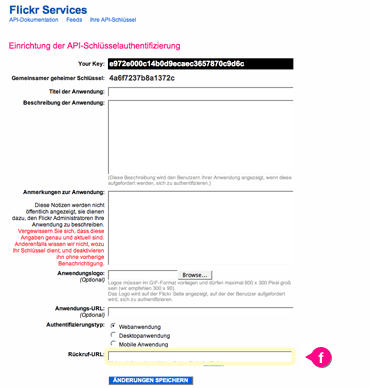 Flickr Services
API-Dokumentation Feeds Ihre API-Schlüssel
Einrichtung der API-Schlüsselauthentifizierung
Your Key: e972e000c14b0d9ecaec3657870c9d6c
Gemeinsamer geheimer Schlüssel: 4a6f7237b8a1372c
Titel der Anwendung:
Beschreibung der Anwendung:
(Diese Beschreibung wird den Benutzern Ihrer Anwendung angezeigt, wenn diese
aufgefordert werden, sich zu authentifizieren.)
Anmerkungen zur Anwendung:
Diese Notizen werden nicht
öffentlich angezeigt, sie dienen
dazu, den Flickr Administratoren Ihre
Anwendung zu beschreiben.
Vergewissern Sie sich, dass diese
Angaben genau und aktuell sind.
Anderenfalls wissen wir nicht, wozu
Ihr Schlüssel dient, und deaktivieren
ihn ohne vorherige
Benachrichtigung.
Anwendungslogo:
(Optional)
Browse...
Logos müssen im GIF-Format vorliegen und dürfen maximal 600 x 300 Pixel groß
sein (wir empfehlen 300 x 90).
Das Logo wird auf der Flickr Seite angezeigt, auf der der Benutzer aufgefordert
wird, sich zu authentifizieren.
Anwendungs-URL:
(Optional)
Authentifizierungstyp:
Webanwendung
Desktopanwendung
Mobile Anwendung
Rückruf-URL:
f
ÄNDERUNGEN SPEICHERN